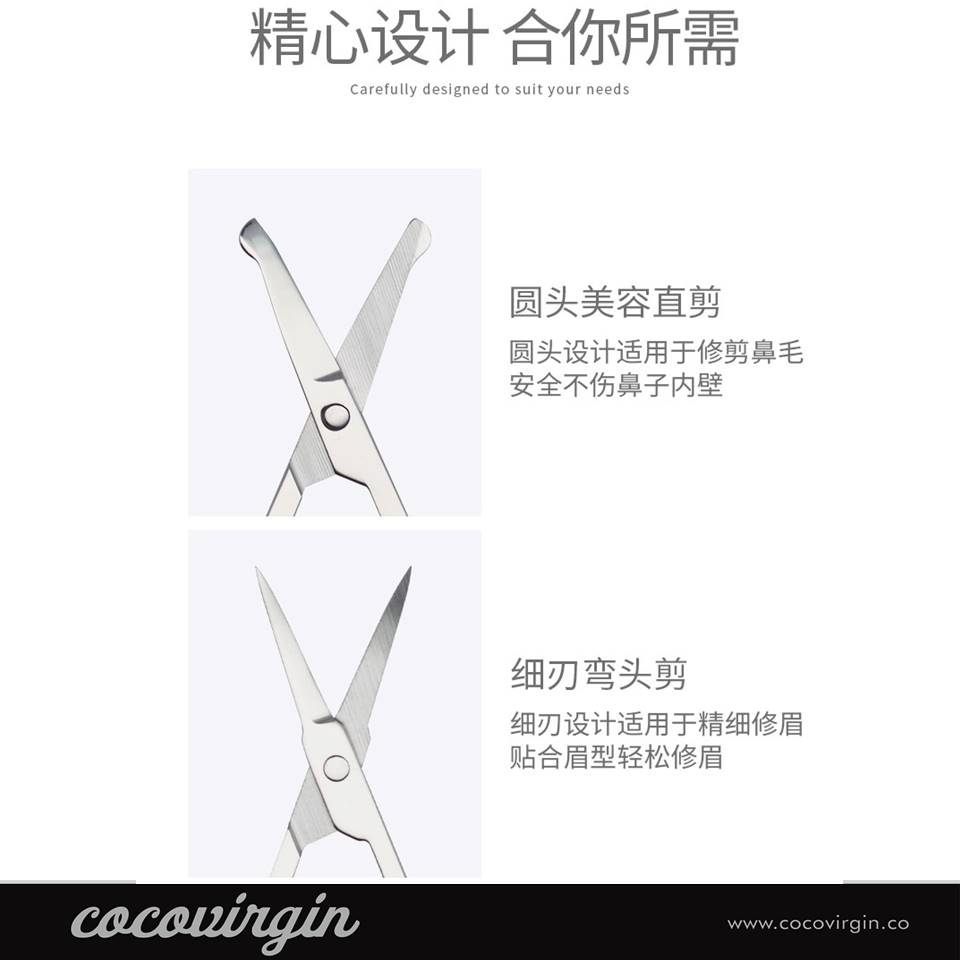 精心设计 合你所需
Carefully designed to suit your needs
圆头美容直剪
圆头设计适用于修剪鼻毛
安全不伤鼻子内壁
细刃弯头剪
细刃设计适用于精细修眉
贴合眉型轻松修眉
cocovirgin
www.cocovirgin.co